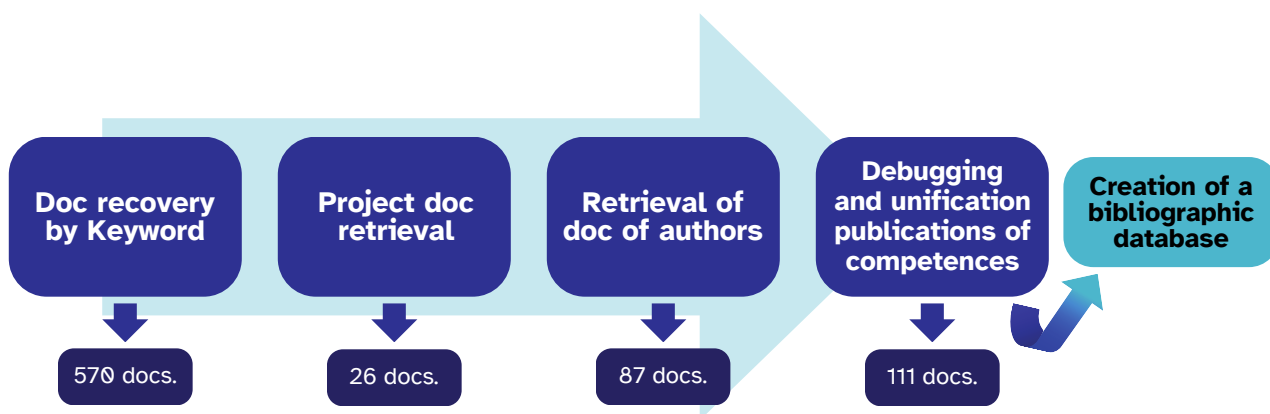 Doc recovery
by Keyword
Project doc
retrieval
Retrieval of
doc of authors
Debugging
and unification
publications of
competences
Creation of a
bibliographic
database
570 docs.
26 docs.
87 docs.
111 docs.